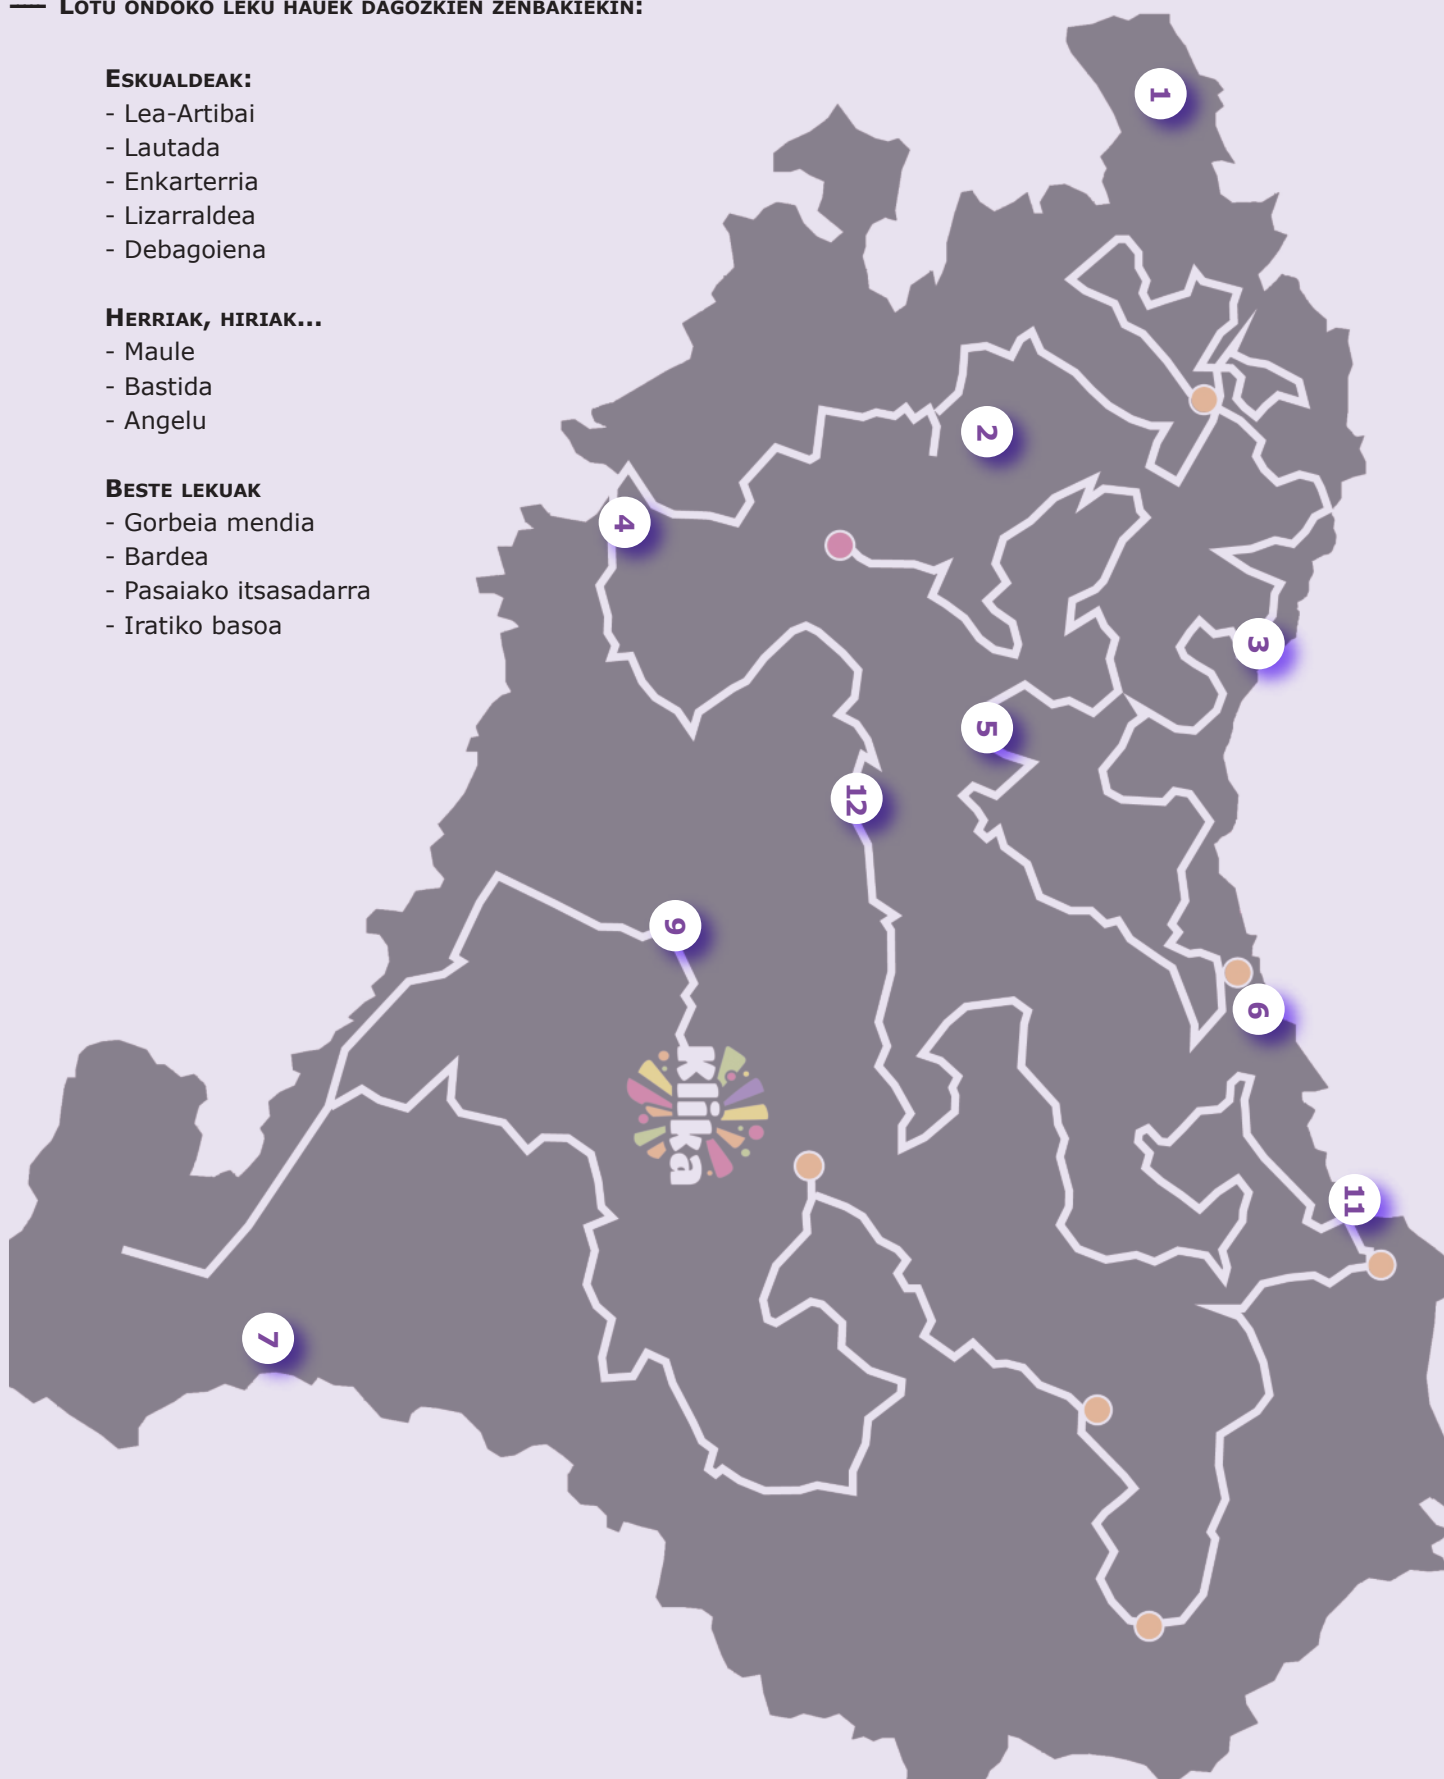 — Lotu ondoko leku hauek dagozkien zenbakiekin:
Eskualdeak:
- Lea-Artibai
- Lautada
- Enkarterria
- Lizarraldea
- Debagoiena
Herriak, hiriak...
- Maule
- Bastida
- Angelu
Beste lekuak
- Gorbeia mendia
- Bardea
- Pasaiako itsasadarra
- Iratiko basoa
1
2
4
3
5
12
9
6
klika
11
7